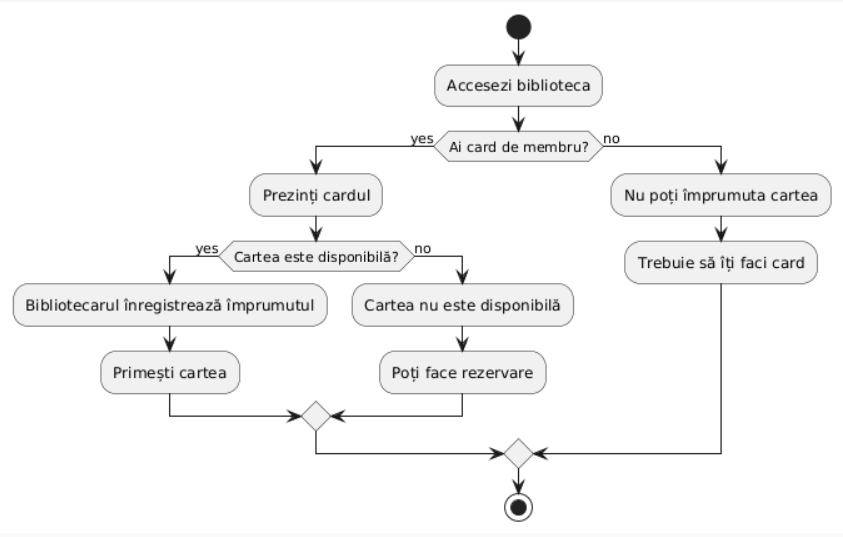 Accesezi biblioteca
yes
Ai card de membru?
no
Prezinți cardul
Nu poți împrumuta cartea
yes
Cartea este disponibilă?
no
Trebuie să îți faci card
Bibliotecarul înregistrează împrumutul
Cartea nu este disponibilă
Primești cartea
Poți face rezervare